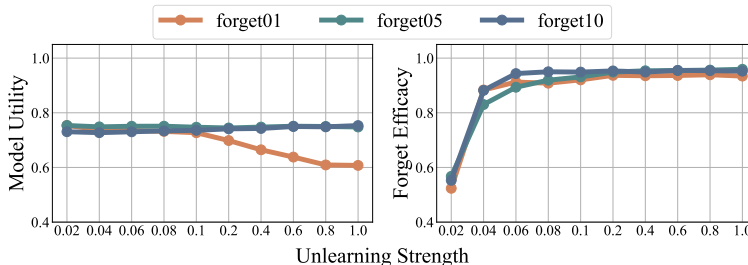 forget01 forget05 forget10
Model Utility
1.0
0.8
0.6
0.4
0.02 0.04 0.06 0.08 0.1 0.2 0.4 0.6 0.8 1.0
Forget Efficacy
1.0
0.8
0.6
0.4
0.02 0.04 0.06 0.08 0.1 0.2 0.4 0.6 0.8 1.0
Unlearning Strength